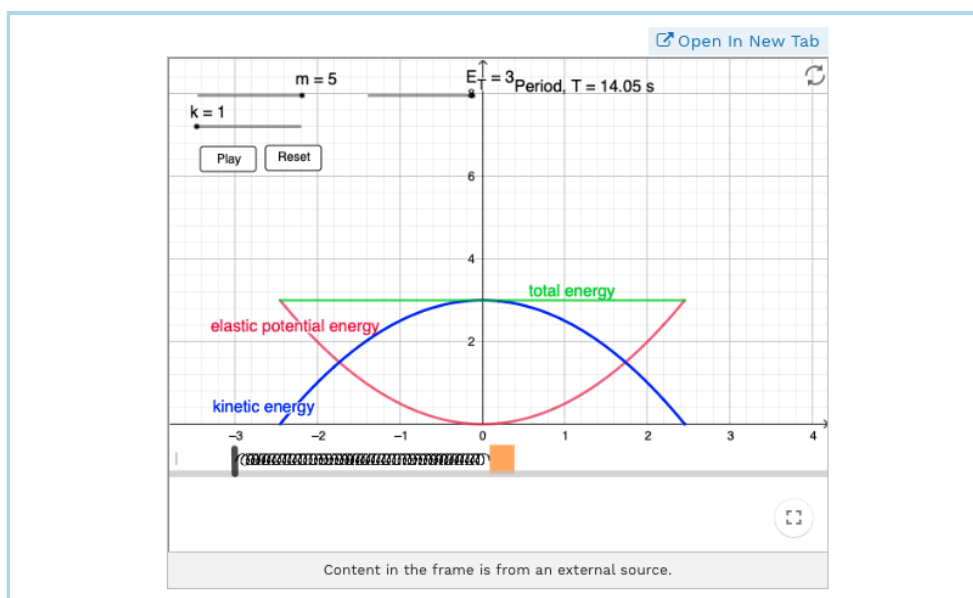 Open In New Tab
m = 5
E_T = 3
Period, T = 14.05 s
8
k = 1
Play
Reset
6
4
total energy
elastic potential energy
2
kinetic energy
-3 -2 -1 0 1 2 3 4
Content in the frame is from an external source.